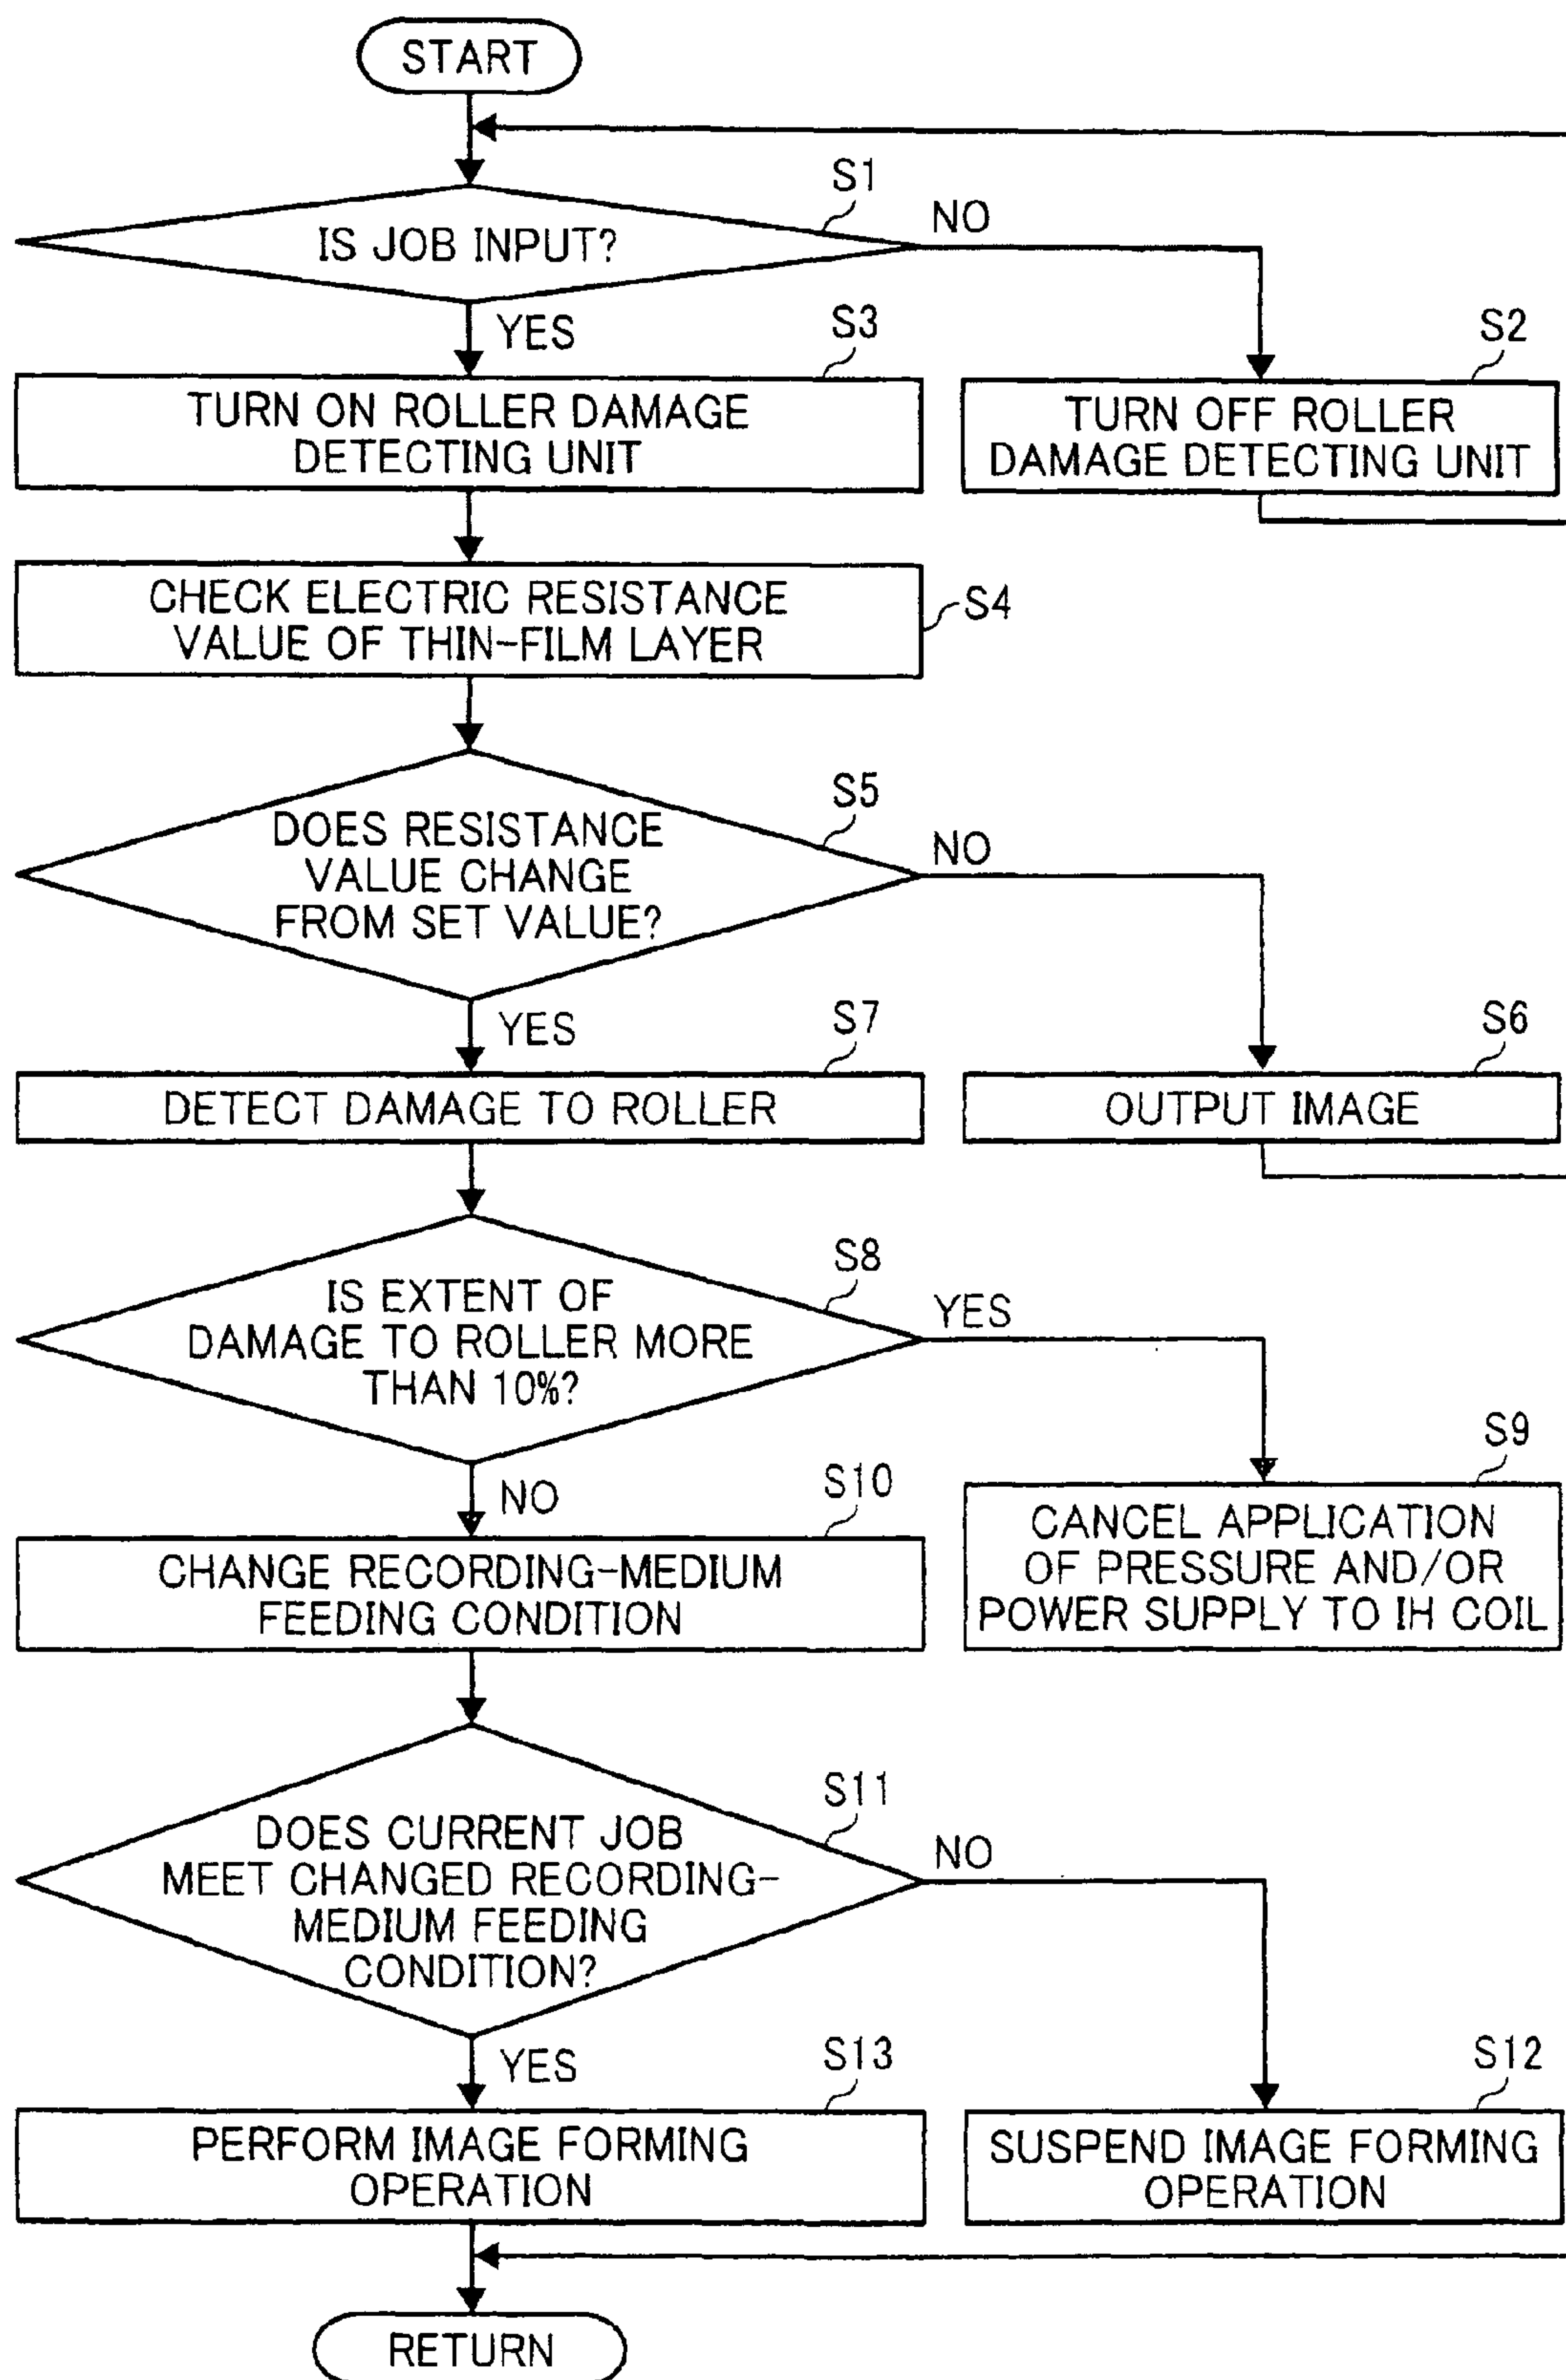 START
S1
IS JOB INPUT?
NO
YES
S3
TURN ON ROLLER DAMAGE
DETECTING UNIT
S2
TURN OFF ROLLER
DAMAGE DETECTING UNIT
CHECK ELECTRIC RESISTANCE
VALUE OF THIN-FILM LAYER
S4
S5
DOES RESISTANCE
VALUE CHANGE
FROM SET VALUE?
NO
YES
S7
DETECT DAMAGE TO ROLLER
S6
OUTPUT IMAGE
S8
IS EXTENT OF
DAMAGE TO ROLLER MORE
THAN 10%?
YES
S9
CANCEL APPLICATION
OF PRESSURE AND/OR
POWER SUPPLY TO IH COIL
NO
S10
CHANGE RECORDING-MEDIUM
FEEDING CONDITION
S11
DOES CURRENT JOB
MEET CHANGED RECORDING-
MEDIUM FEEDING
CONDITION?
NO
YES
S13
PERFORM IMAGE FORMING
OPERATION
S12
SUSPEND IMAGE FORMING
OPERATION
RETURN